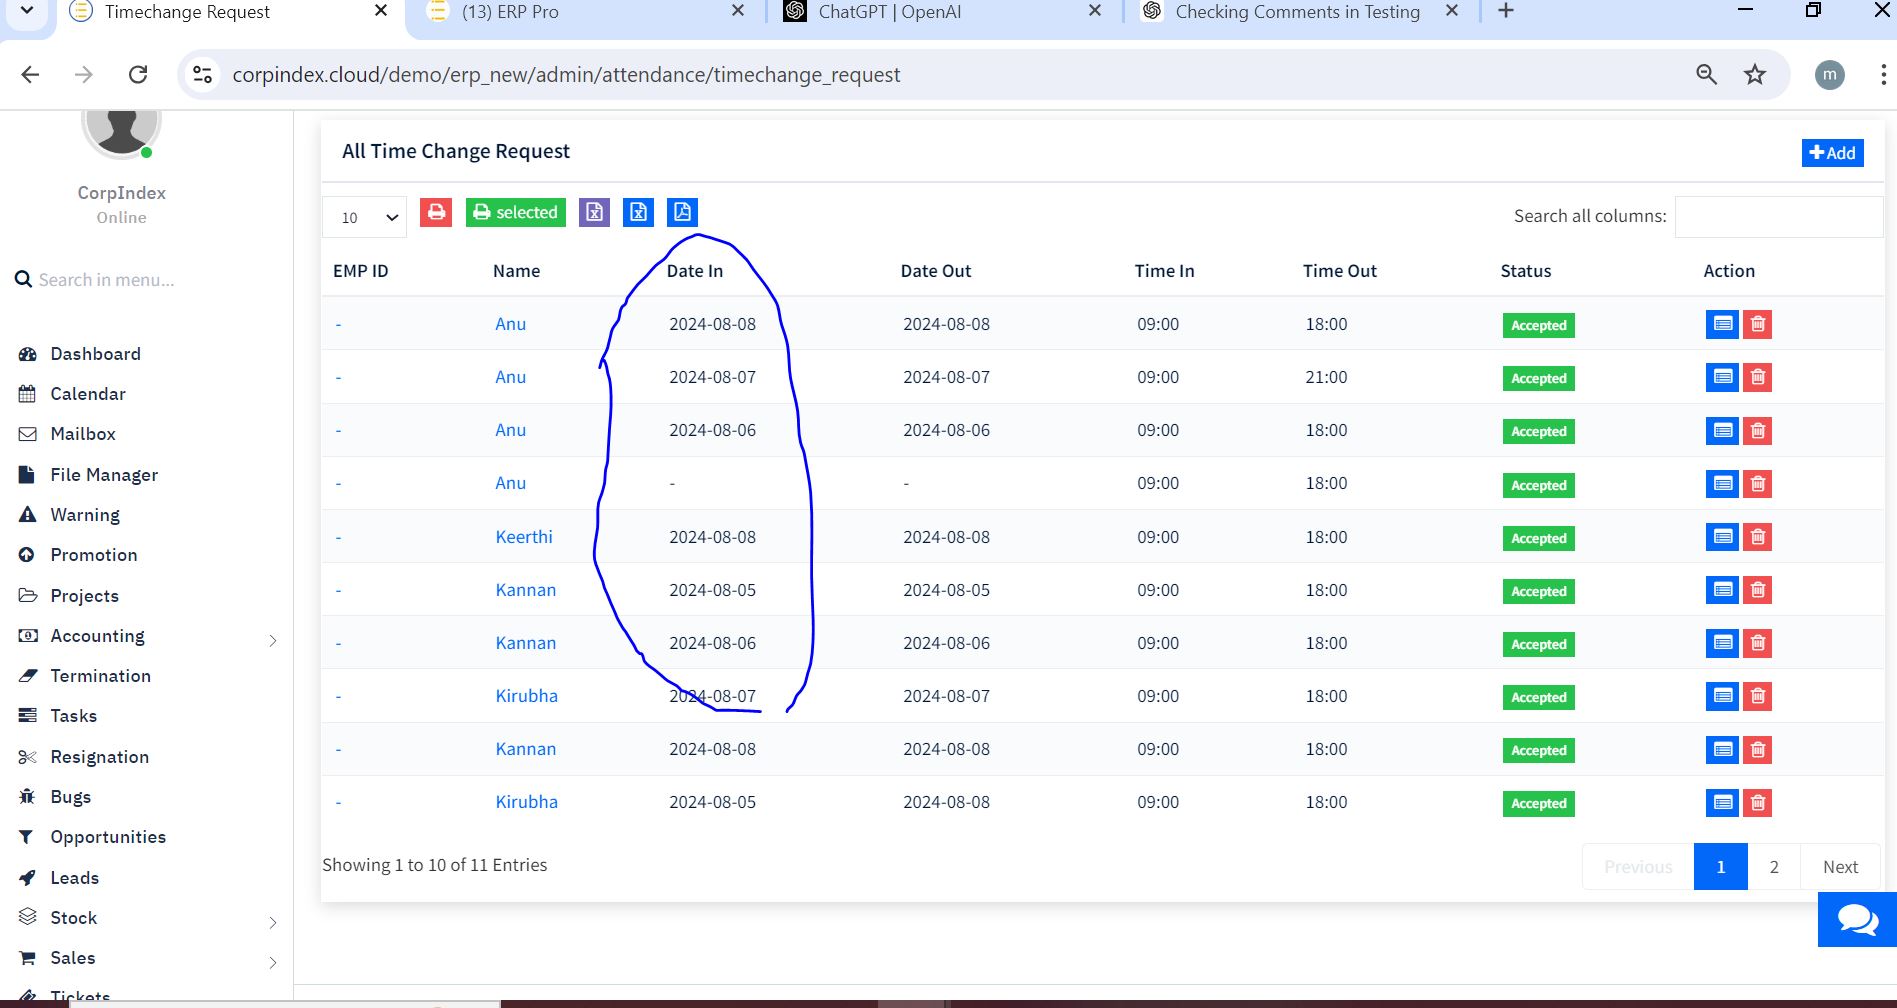 Timechange Request
(13) ERP Pro
ChatGPT | OpenAI
Checking Comments in Testing
corpindex.cloud/demo/erp_new/admin/attendance/timechange_request
m
CorpIndex
Online
Search in menu...
Dashboard
Calendar
Mailbox
File Manager
Warning
Promotion
Projects
Accounting
Termination
Tasks
Resignation
Bugs
Opportunities
Leads
Stock
Sales
Tickets
All Time Change Request
Add
10
selected
Search all columns:
EMP ID Name Date In Date Out Time In Time Out Status Action
- Anu 2024-08-08 2024-08-08 09:00 18:00 Accepted
- Anu 2024-08-07 2024-08-07 09:00 21:00 Accepted
- Anu 2024-08-06 2024-08-06 09:00 18:00 Accepted
- Anu - - 09:00 18:00 Accepted
- Keerthi 2024-08-08 2024-08-08 09:00 18:00 Accepted
- Kannan 2024-08-05 2024-08-05 09:00 18:00 Accepted
- Kannan 2024-08-06 2024-08-06 09:00 18:00 Accepted
- Kirubha 2024-08-07 2024-08-07 09:00 18:00 Accepted
- Kannan 2024-08-08 2024-08-08 09:00 18:00 Accepted
- Kirubha 2024-08-05 2024-08-08 09:00 18:00 Accepted
Showing 1 to 10 of 11 Entries
Previous 1 2 Next